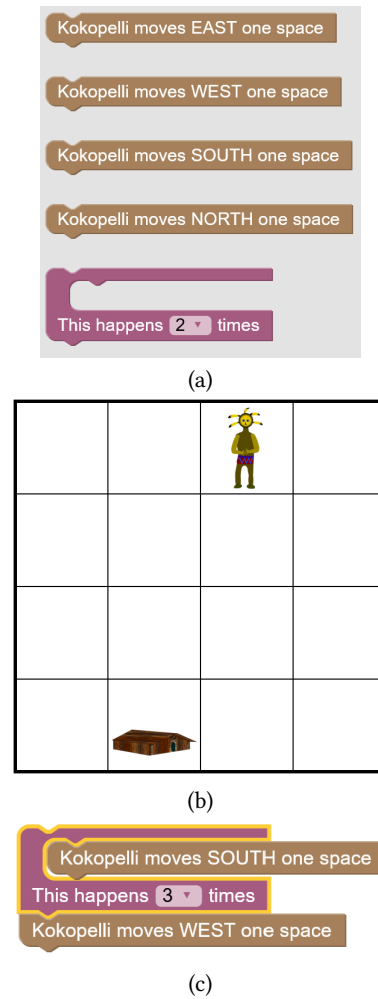 Kokopelli moves EAST one space
Kokopelli moves WEST one space
Kokopelli moves SOUTH one space
Kokopelli moves NORTH one space
This happens 2 times
(a)
(b)
Kokopelli moves SOUTH one space
This happens 3 times
Kokopelli moves WEST one space
(c)